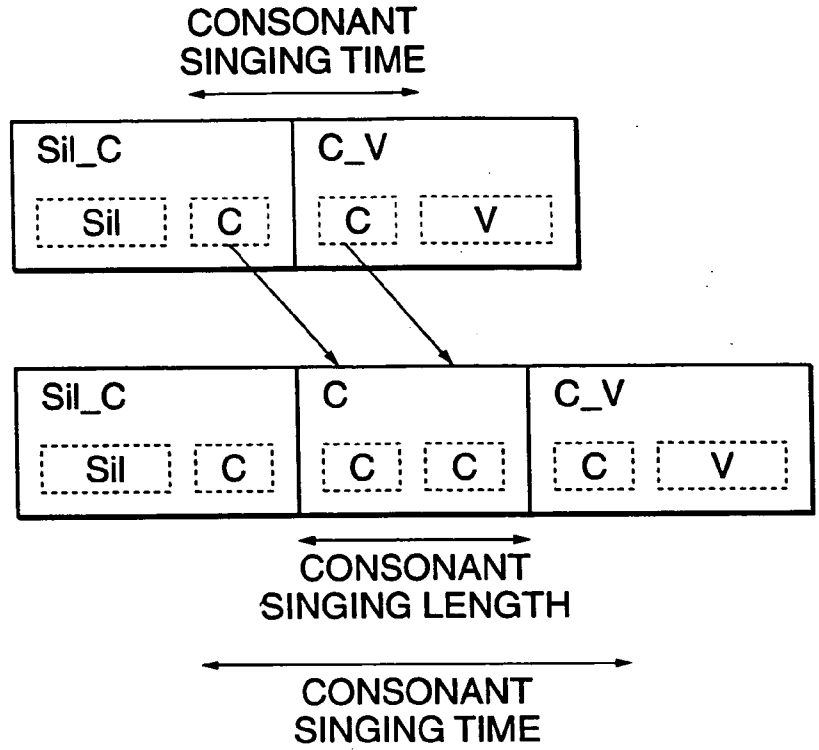 CONSONANT
SINGING TIME
Sil_C C_V
Sil C C V
Sil_C C C_V
Sil C C C C V
CONSONANT
SINGING LENGTH
CONSONANT
SINGING TIME